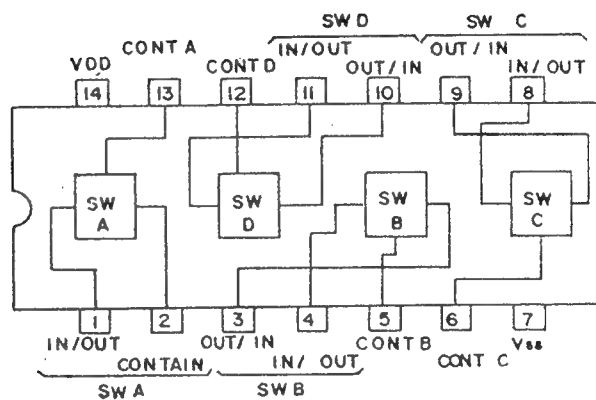 SW D SW C
CONT A IN/OUT OUT/IN
VDD CONT D OUT/IN IN/OUT
14 13 12 11 10 9 8
SW A
SW D
SW B
SW C
1 2 3 4 5 6 7
IN/OUT OUT/IN CONT B Vss
CONTAIN IN/ OUT CONT C
SW A SW B